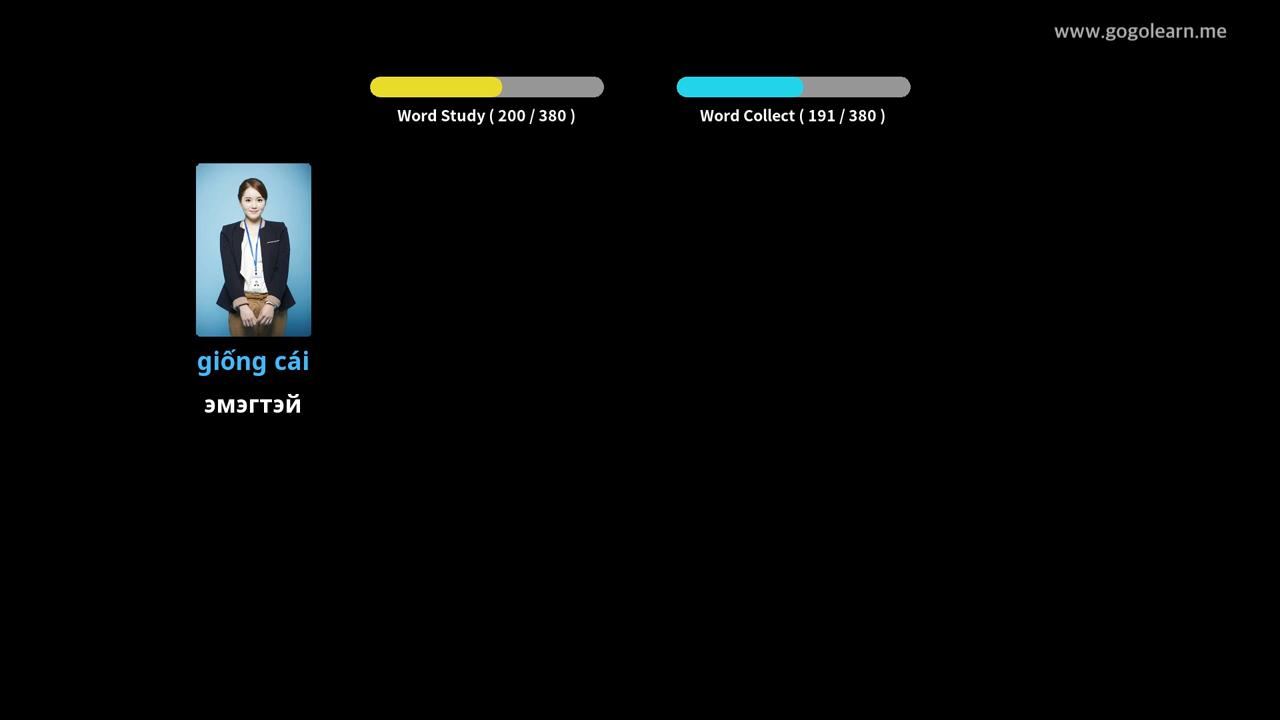 www.gogolearn.me
Word Study ( 200 / 380 )
Word Collect ( 191 / 380 )
giống cái
эмэгтэй